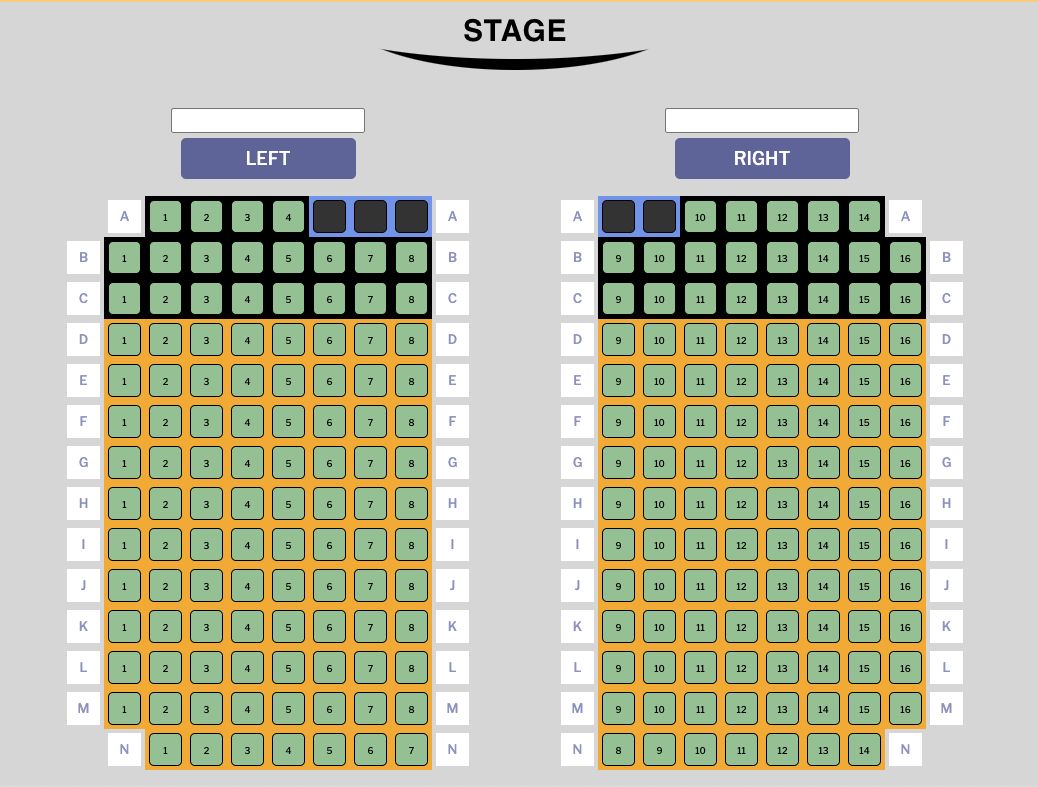 STAGE
LEFT RIGHT
A 1 2 3 4 A A 10 11 12 13 14 A
B 1 2 3 4 5 6 7 8 B B 9 10 11 12 13 14 15 16 B
C 1 2 3 4 5 6 7 8 C C 9 10 11 12 13 14 15 16 C
D 1 2 3 4 5 6 7 8 D D 9 10 11 12 13 14 15 16 D
E 1 2 3 4 5 6 7 8 E E 9 10 11 12 13 14 15 16 E
F 1 2 3 4 5 6 7 8 F F 9 10 11 12 13 14 15 16 F
G 1 2 3 4 5 6 7 8 G G 9 10 11 12 13 14 15 16 G
H 1 2 3 4 5 6 7 8 H H 9 10 11 12 13 14 15 16 H
I 1 2 3 4 5 6 7 8 I I 9 10 11 12 13 14 15 16 I
J 1 2 3 4 5 6 7 8 J J 9 10 11 12 13 14 15 16 J
K 1 2 3 4 5 6 7 8 K K 9 10 11 12 13 14 15 16 K
L 1 2 3 4 5 6 7 8 L L 9 10 11 12 13 14 15 16 L
M 1 2 3 4 5 6 7 8 M M 9 10 11 12 13 14 15 16 M
N 1 2 3 4 5 6 7 N N 8 9 10 11 12 13 14 N